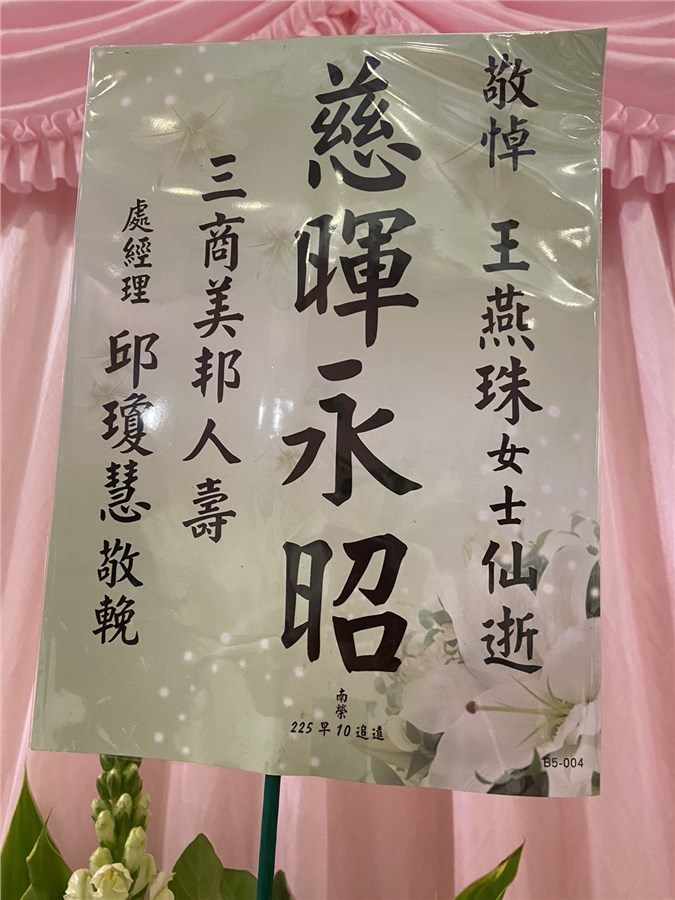 敬悼 王燕珠女士仙逝
慈暉永昭
三商美邦人壽
處經理 邱瓊慧 敬輓
南榮
225早10追遠
B5-004